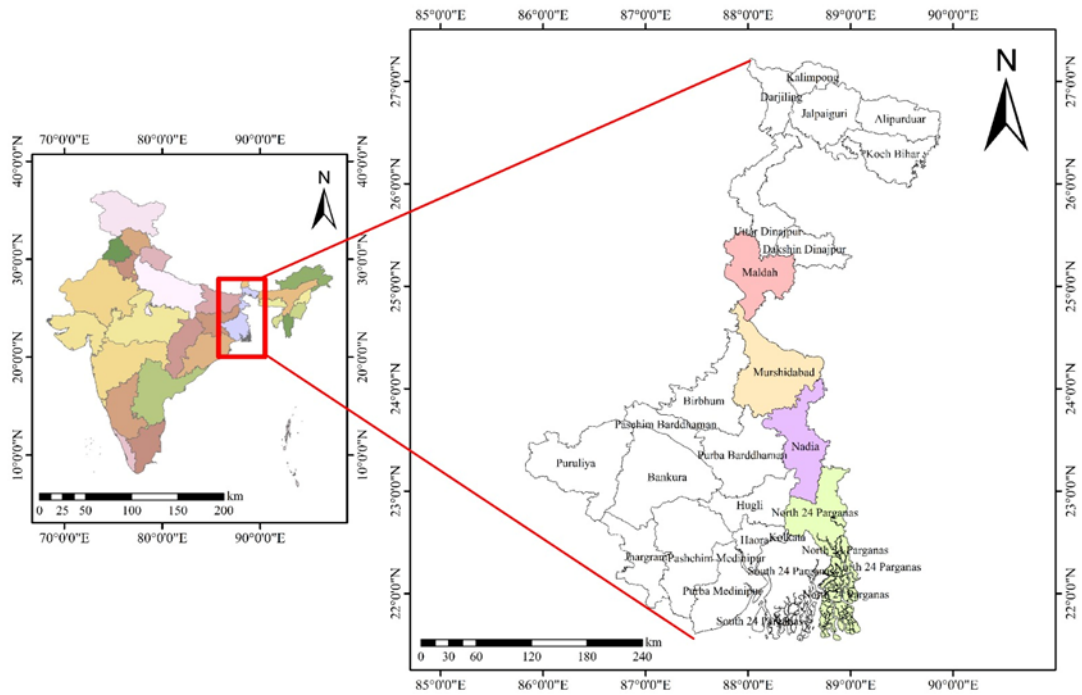 70°0'0"E 80°0'0"E 90°0'0"E
40°0'0"N
30°0'0"N
20°0'0"N
10°0'0"N
40°0'0"N
30°0'0"N
20°0'0"N
10°0'0"N
N
km
0 25 50 100 150 200
70°0'0"E 80°0'0"E 90°0'0"E
85°0'0"E 86°0'0"E 87°0'0"E 88°0'0"E 89°0'0"E 90°0'0"E
27°0'0"N
26°0'0"N
25°0'0"N
24°0'0"N
23°0'0"N
22°0'0"N
27°0'0"N
26°0'0"N
25°0'0"N
24°0'0"N
23°0'0"N
22°0'0"N
N
Kalimpong
Darjiling
Jalpaiguri
Alipurduar
Koch Bihar
Uttar Dinajpur
Dakshin Dinajpur
Maldah
Murshidabad
Birbhum
Paschim Barddhaman
Nadia
Purba Barddhaman
Puruliya
Bankura
Hugli
North 24 Parganas
Haora
Kolkata
North 24 Parganas
Jhargram
Pashchim Medinipur
South 24 Parganas
North 24 Parganas
Purba Medinipur
North 24 Parganas
South 24 Parganas
km
0 30 60 120 180 240
85°0'0"E 86°0'0"E 87°0'0"E 88°0'0"E 89°0'0"E 90°0'0"E